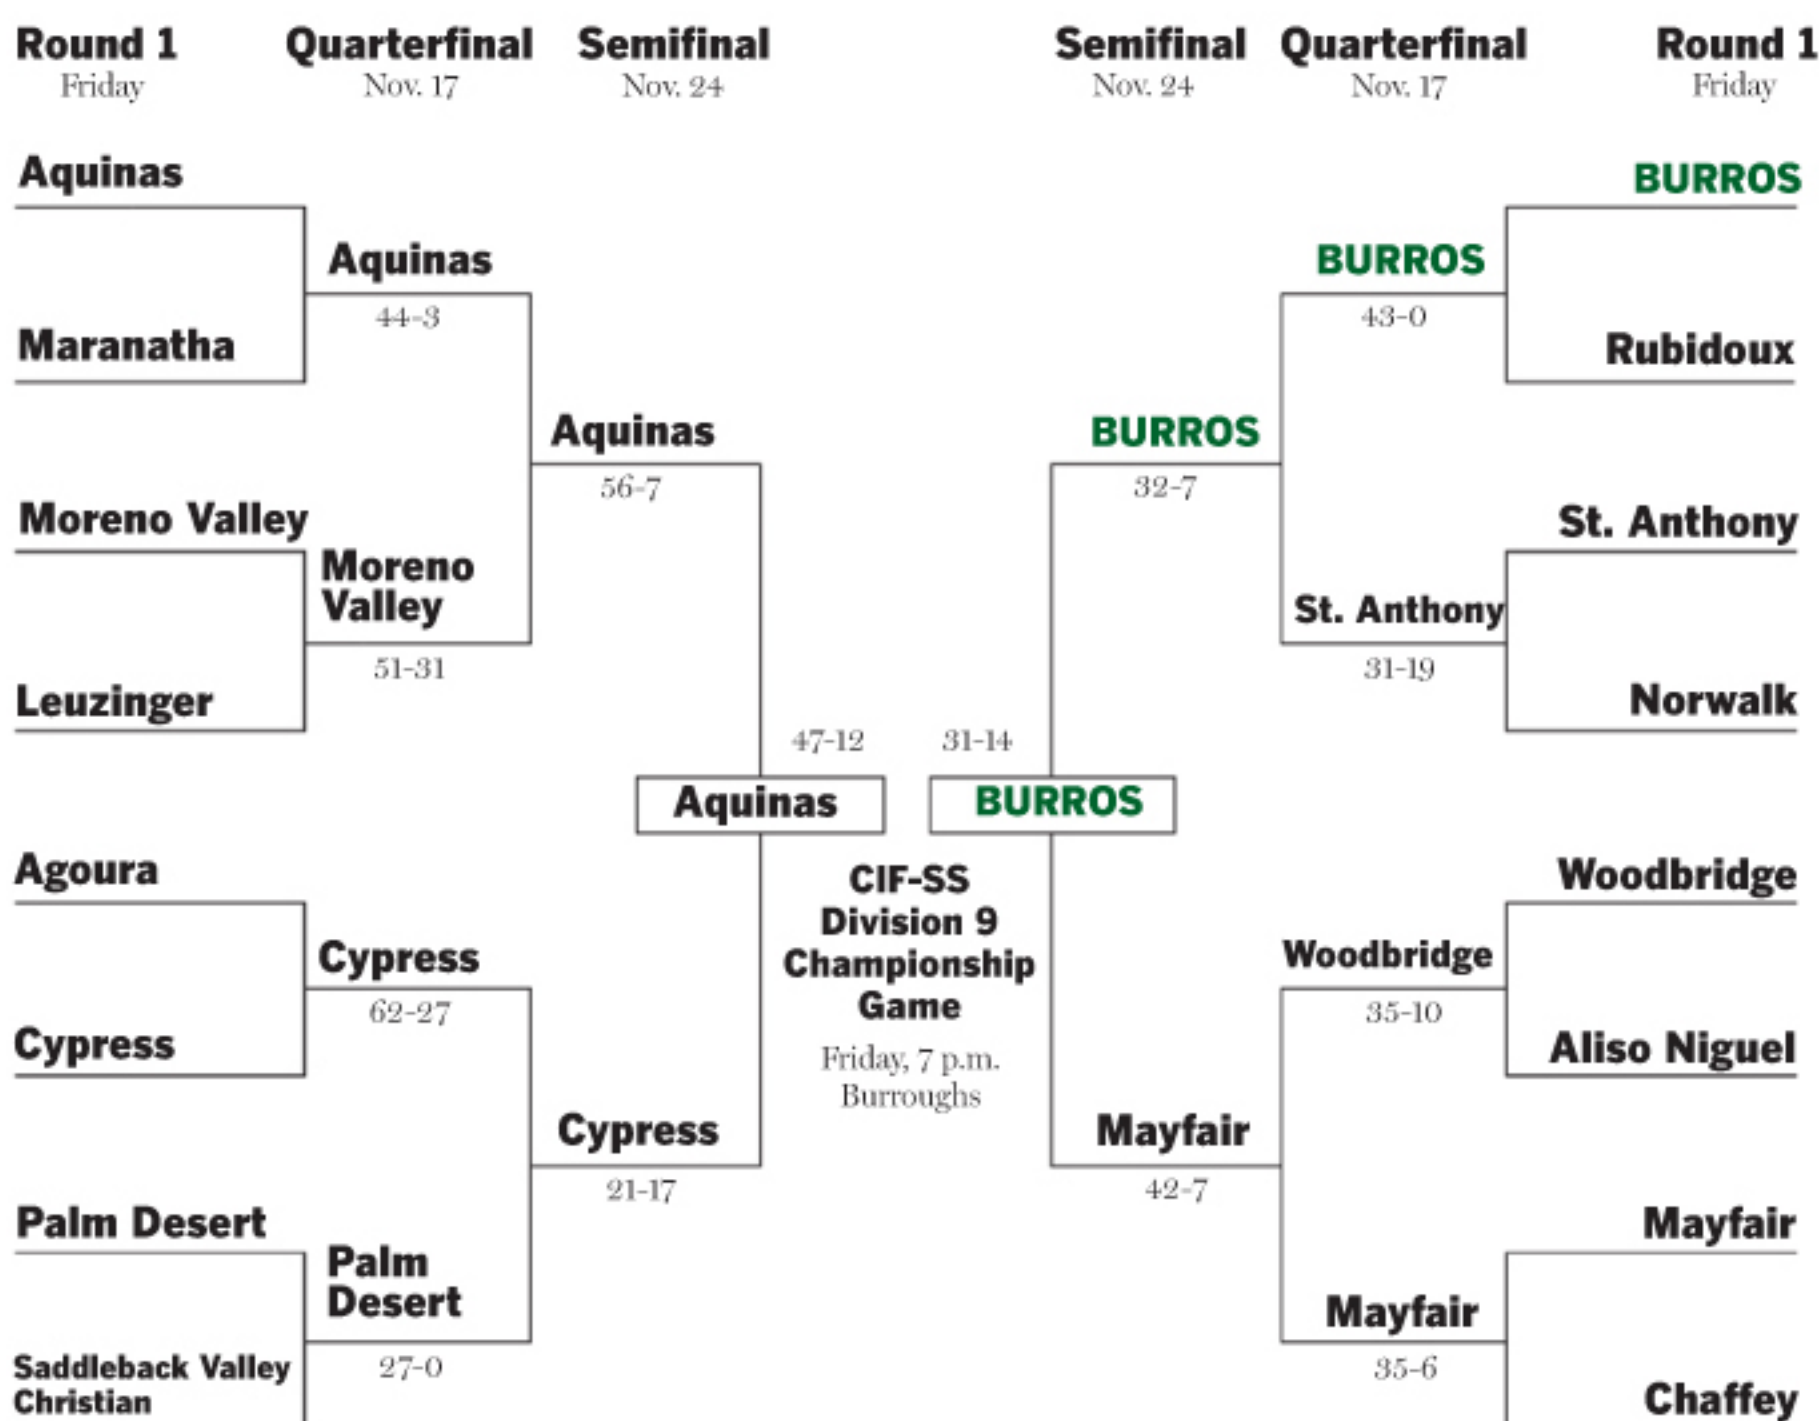 Round 1
Friday
Quarterfinal
Nov. 17
Semifinal
Nov. 24
Semifinal
Nov. 24
Quarterfinal
Nov. 17
Round 1
Friday
Aquinas
Maranatha
Moreno Valley
Leuzinger
Agoura
Cypress
Palm Desert
Saddleback Valley
Christian
Aquinas
44-3
Moreno
Valley
51-31
Cypress
62-27
Palm
Desert
27-0
Aquinas
56-7
Cypress
21-17
47-12
Aquinas
31-14
BURROS
CIF-SS
Division 9
Championship
Game
Friday, 7 p.m.
Burroughs
BURROS
32-7
Mayfair
42-7
BURROS
43-0
St. Anthony
31-19
Woodbridge
35-10
Mayfair
35-6
BURROS
Rubidoux
St. Anthony
Norwalk
Woodbridge
Aliso Niguel
Mayfair
Chaffey